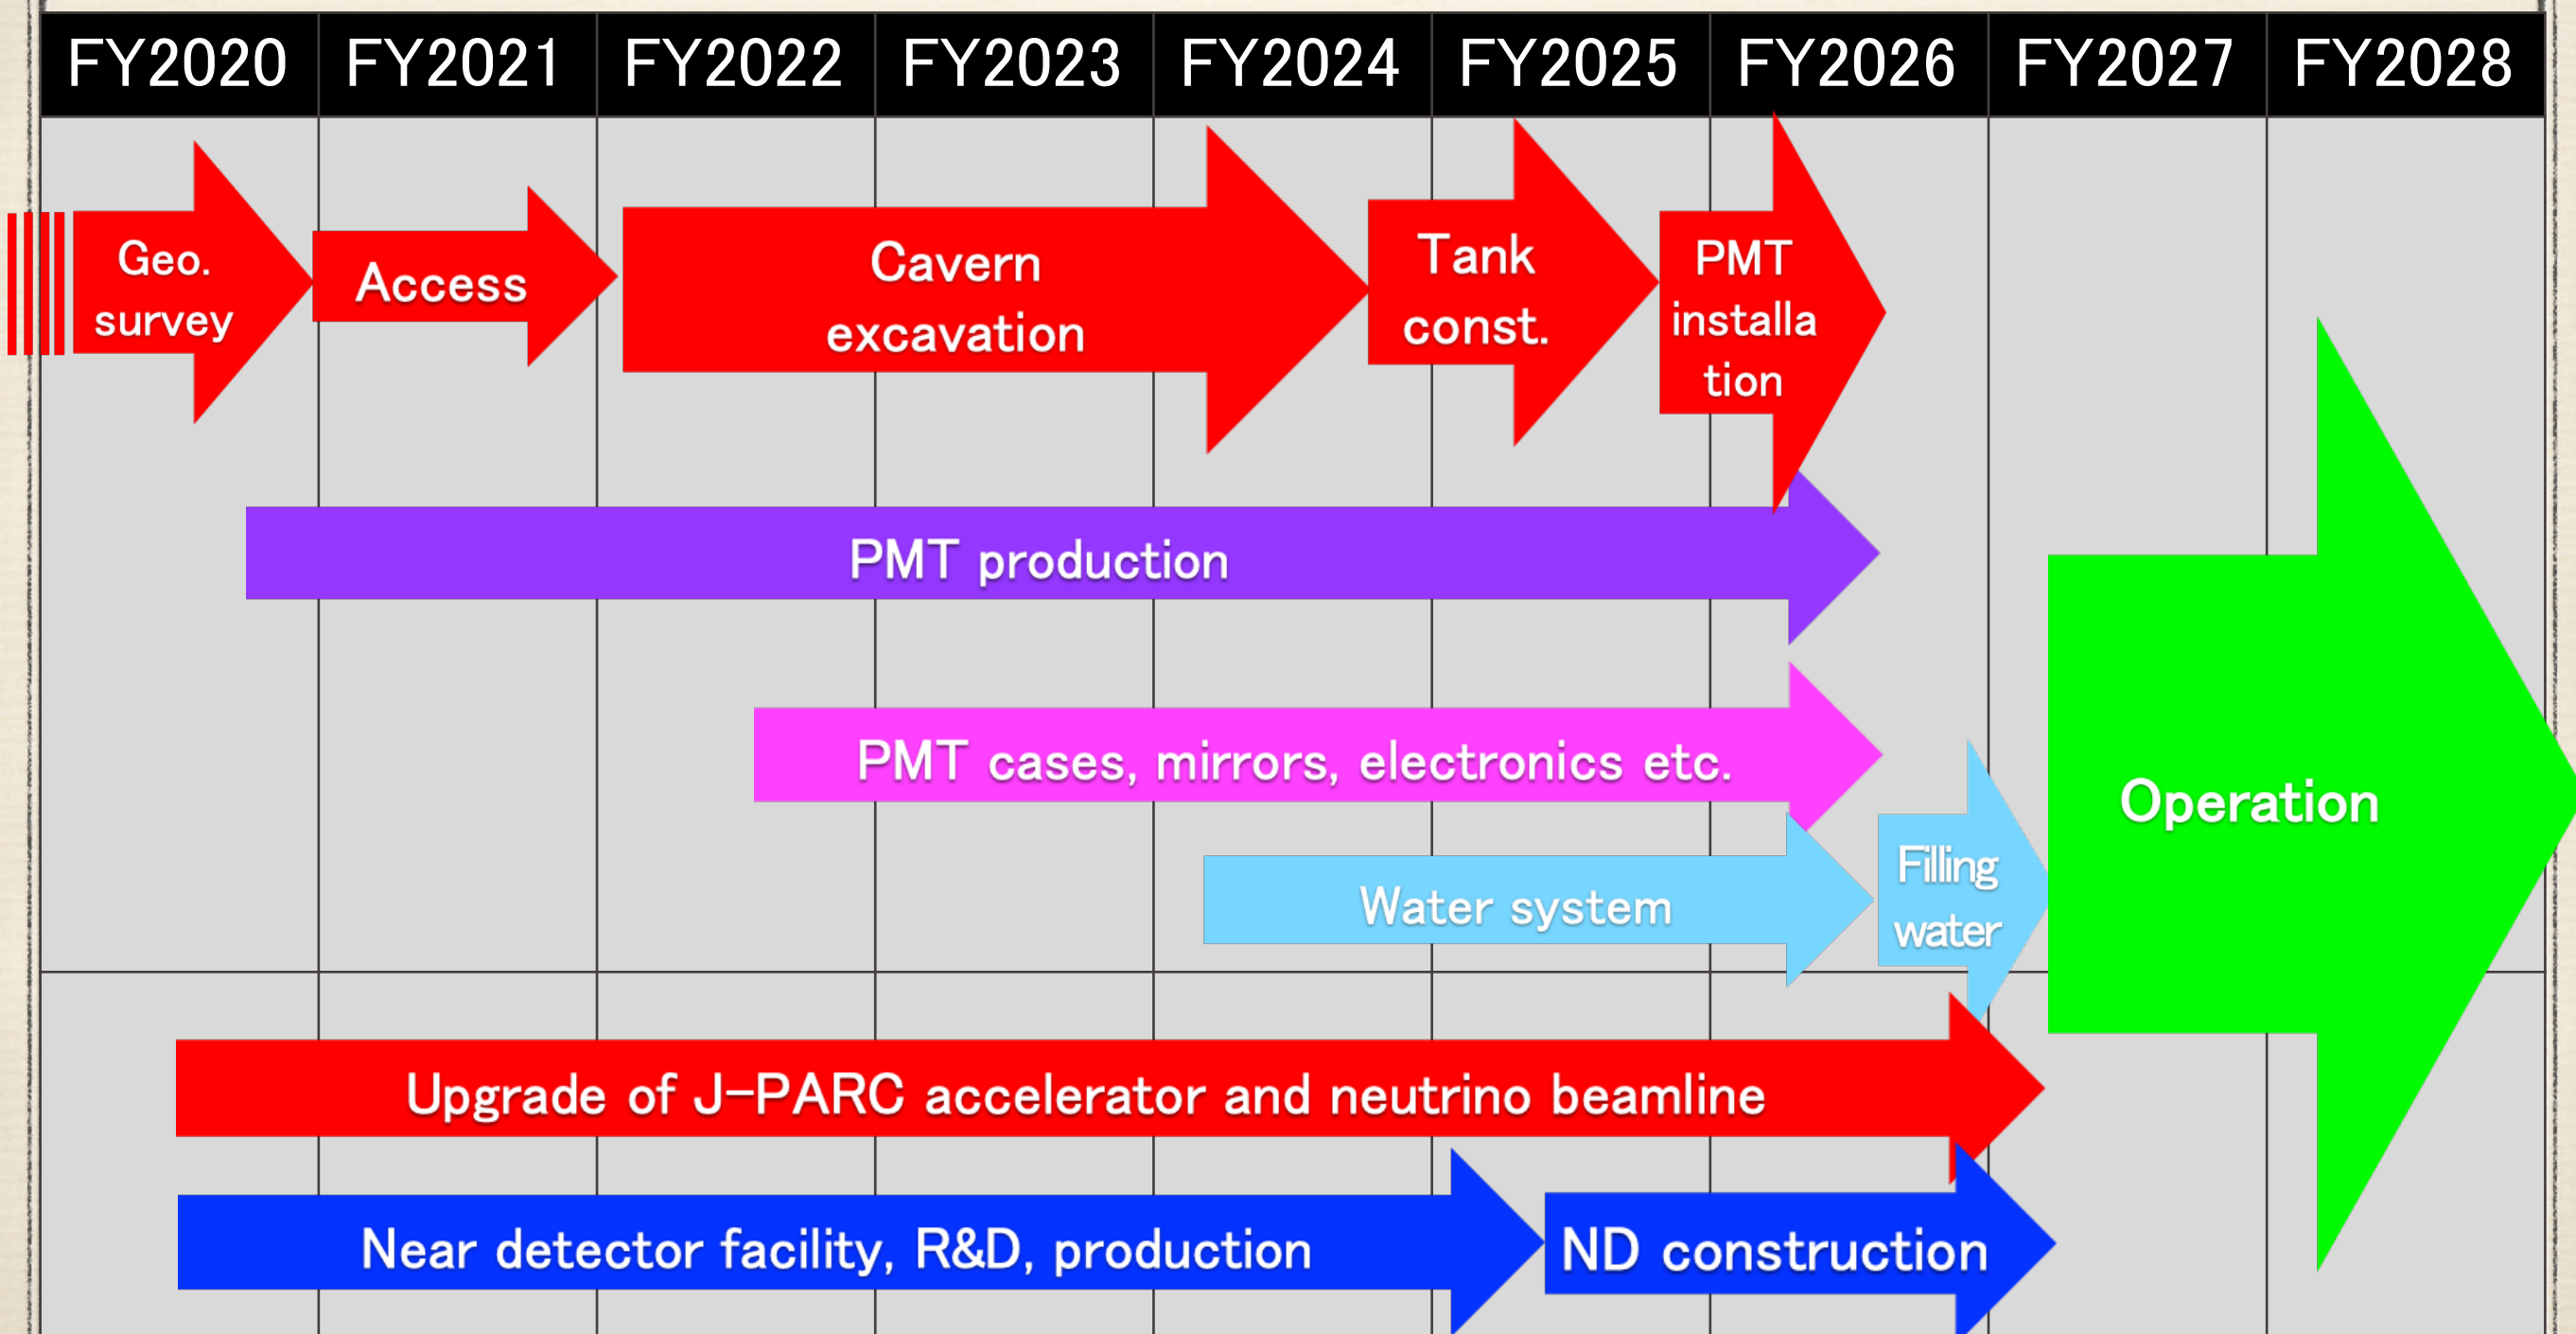 FY2020 FY2021 FY2022 FY2023 FY2024 FY2025 FY2026 FY2027 FY2028
Geo.
survey
Access
Cavern
excavation
Tank
const.
PMT
installa
tion
PMT production
PMT cases, mirrors, electronics etc.
Water system
Filling
water
Operation
Upgrade of J-PARC accelerator and neutrino beamline
Near detector facility, R&D, production
ND construction